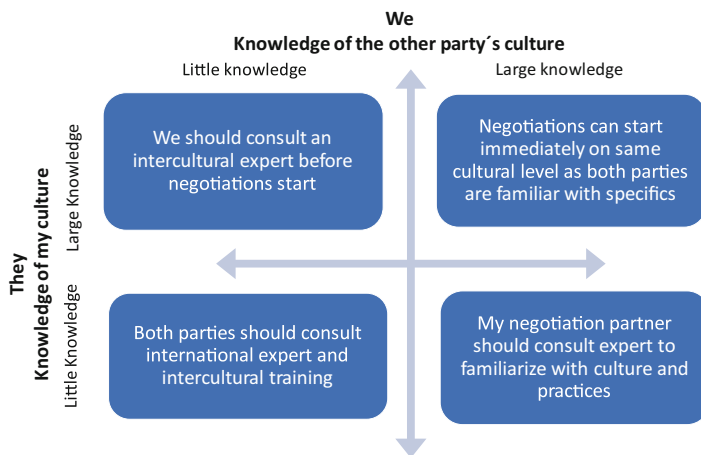 We
Knowledge of the other party´s culture
Little knowledge
Large knowledge
They
Knowledge of my culture
Large Knowledge
Little Knowledge
We should consult an
intercultural expert before
negotiations start
Negotiations can start
immediately on same
cultural level as both parties
are familiar with specifics
Both parties should consult
international expert and
intercultural training
My negotiation partner
should consult expert to
familiarize with culture and
practices